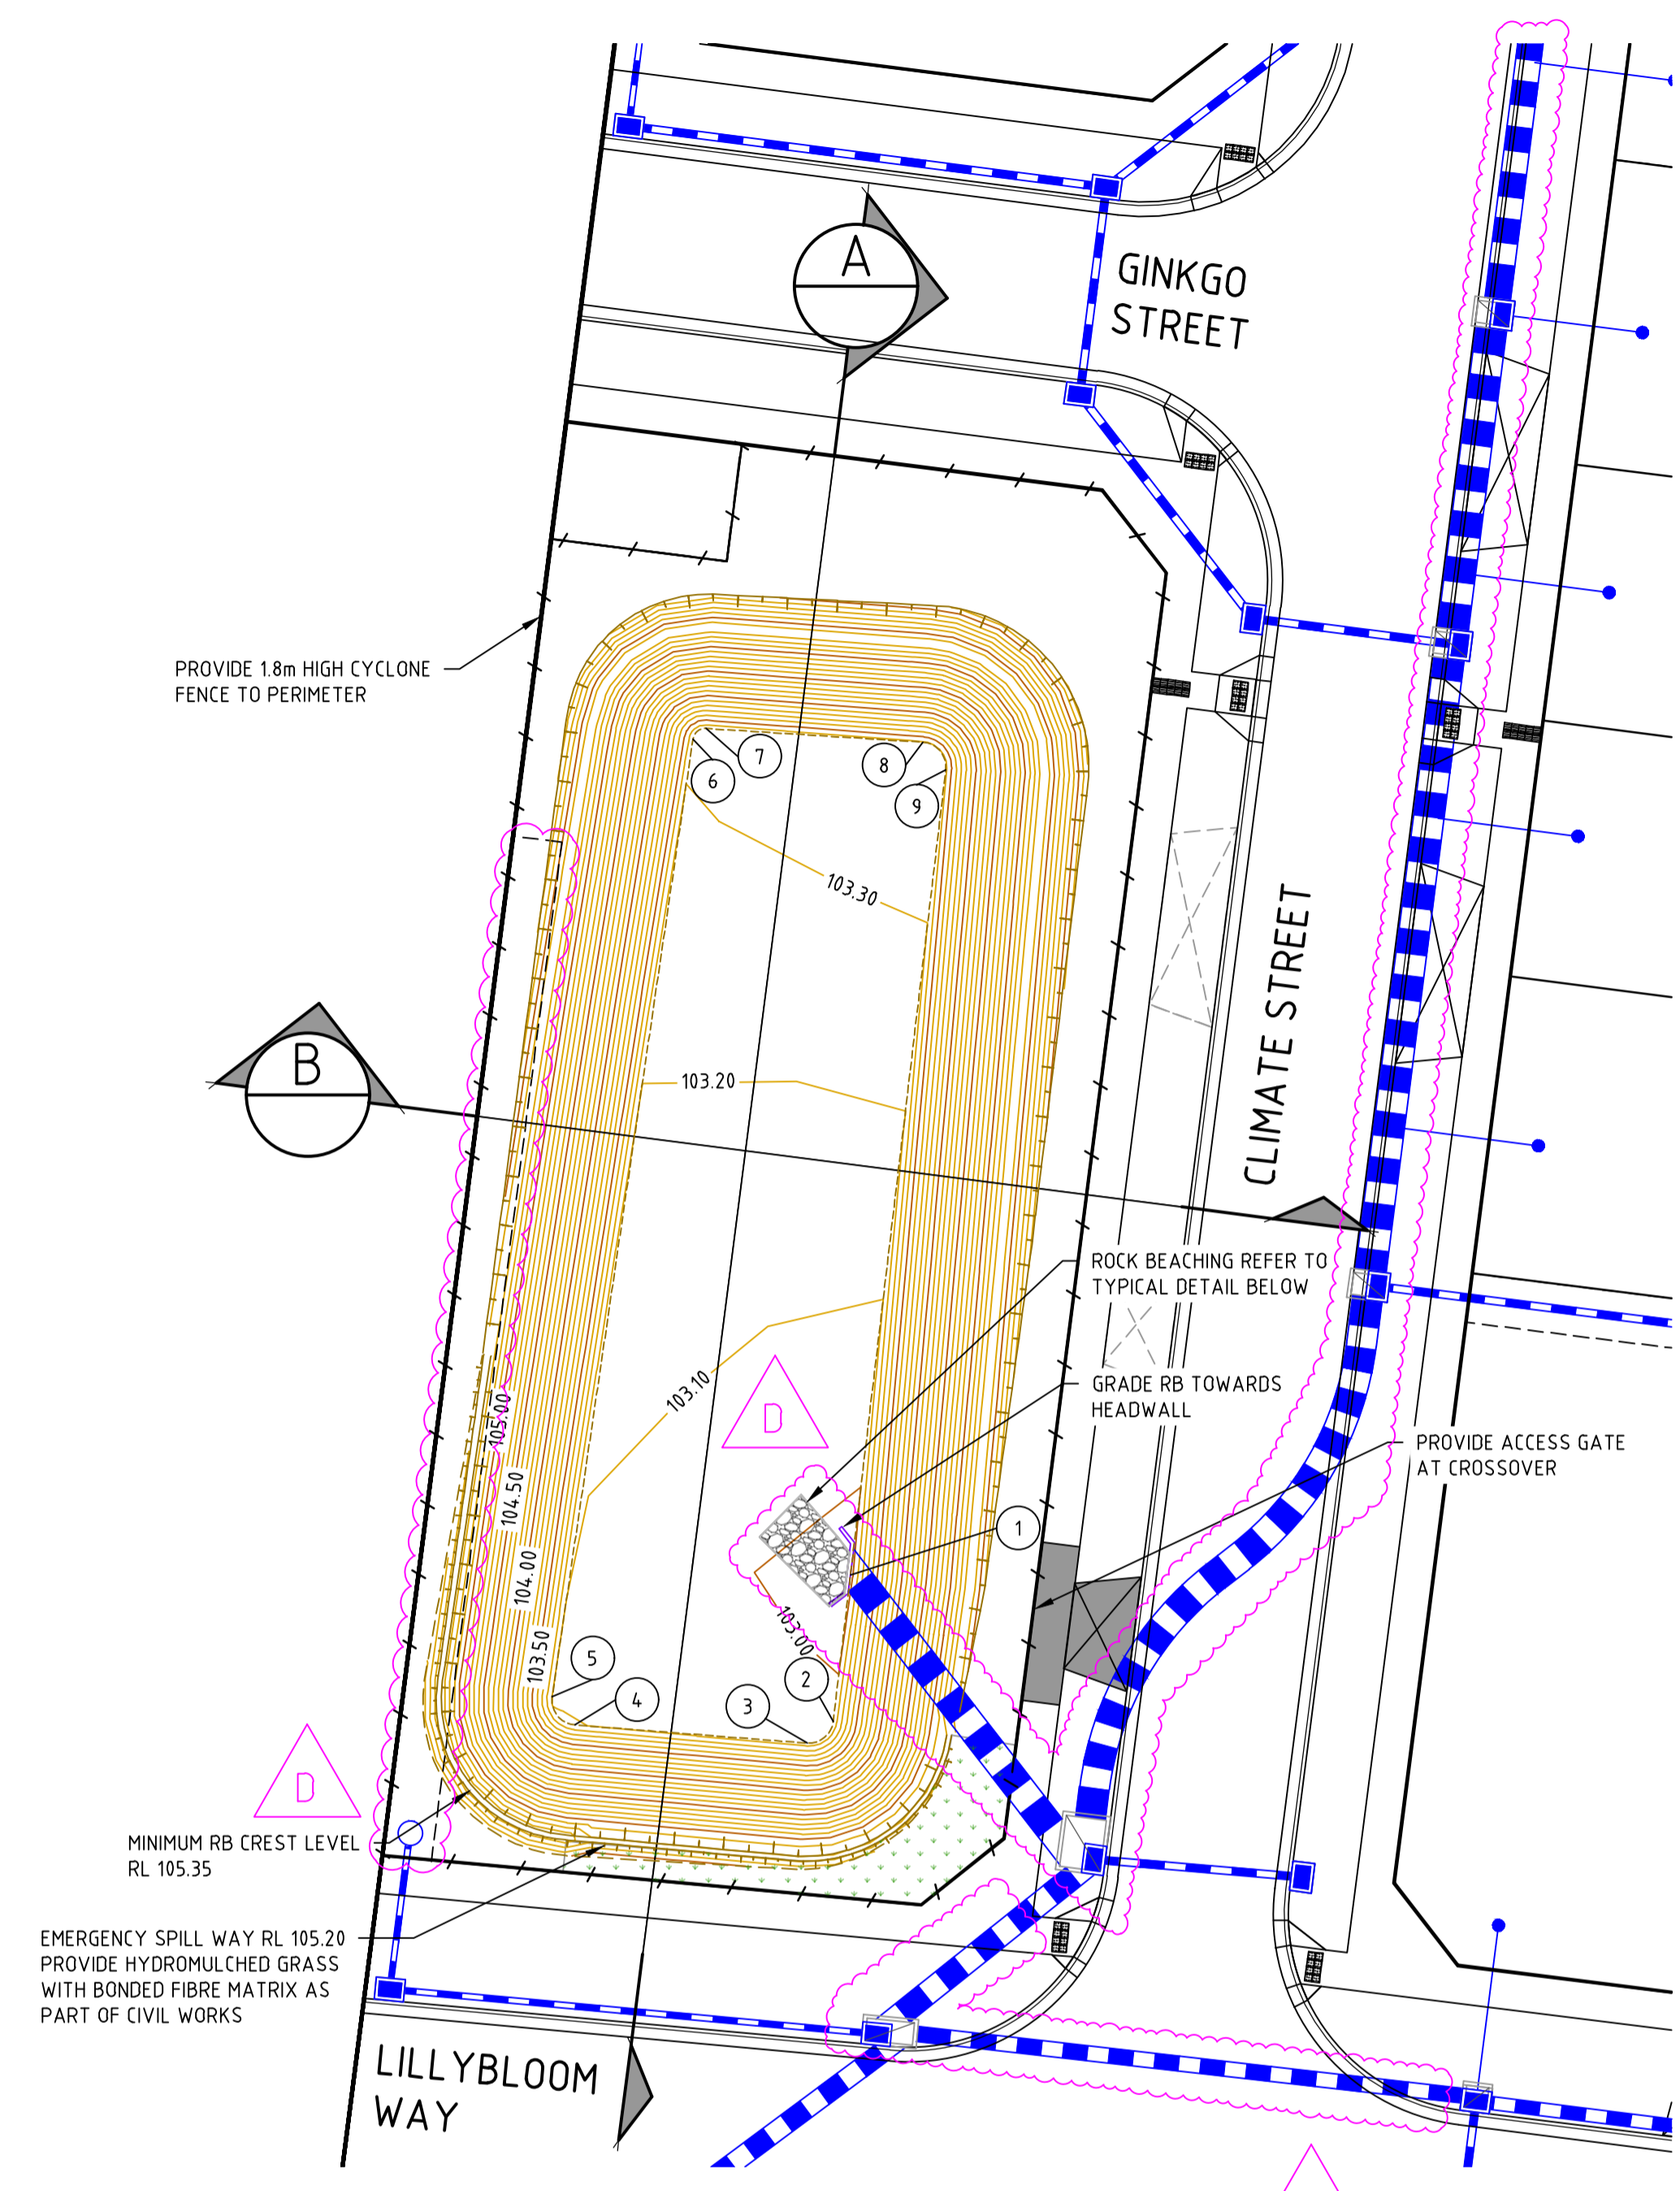 A
GINKGO
STREET
PROVIDE 1.8m HIGH CYCLONE
FENCE TO PERIMETER
7
8
6
9
103.30
CLIMATE STREET
B
103.20
ROCK BEACHING REFER TO
TYPICAL DETAIL BELOW
103.10
GRADE RB TOWARDS
HEADWALL
D
105.00
PROVIDE ACCESS GATE
AT CROSSOVER
104.50
1
104.00
103.00
103.50
5
2
4
3
D
MINIMUM RB CREST LEVEL
RL 105.35
EMERGENCY SPILL WAY RL 105.20
PROVIDE HYDROMULCHED GRASS
WITH BONDED FIBRE MATRIX AS
PART OF CIVIL WORKS
LILLYBLOOM
WAY